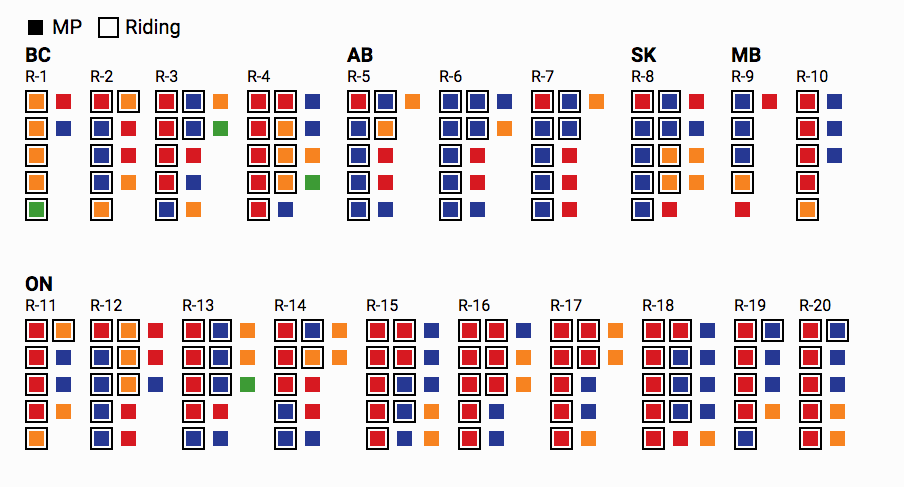 MP Riding
BC AB SK MB
R-1 R-2 R-3 R-4 R-5 R-6 R-7 R-8 R-9 R-10
ON
R-11 R-12 R-13 R-14 R-15 R-16 R-17 R-18 R-19 R-20